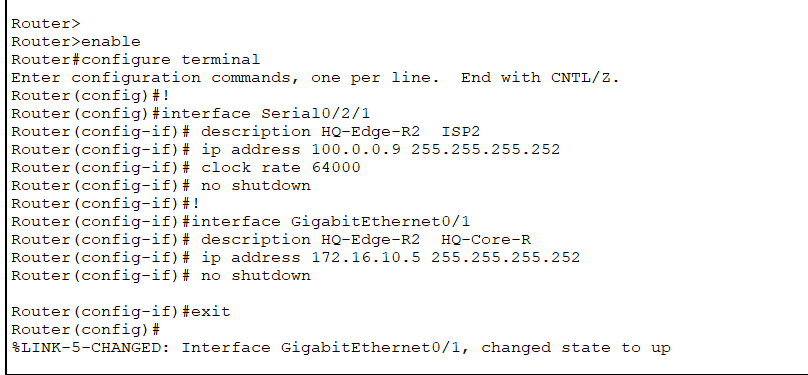 Router>
Router>enable
Router#configure terminal
Enter configuration commands, one per line.  End with CNTL/Z.
Router(config)#!
Router(config)#interface Serial0/2/1
Router(config-if)# description HQ-Edge-R2  ISP2
Router(config-if)# ip address 100.0.0.9 255.255.255.252
Router(config-if)# clock rate 64000
Router(config-if)# no shutdown
Router(config-if)#!
Router(config-if)#interface GigabitEthernet0/1
Router(config-if)# description HQ-Edge-R2  HQ-Core-R
Router(config-if)# ip address 172.16.10.5 255.255.255.252
Router(config-if)# no shutdown
Router(config-if)#exit
Router(config)#
%LINK-5-CHANGED: Interface GigabitEthernet0/1, changed state to up